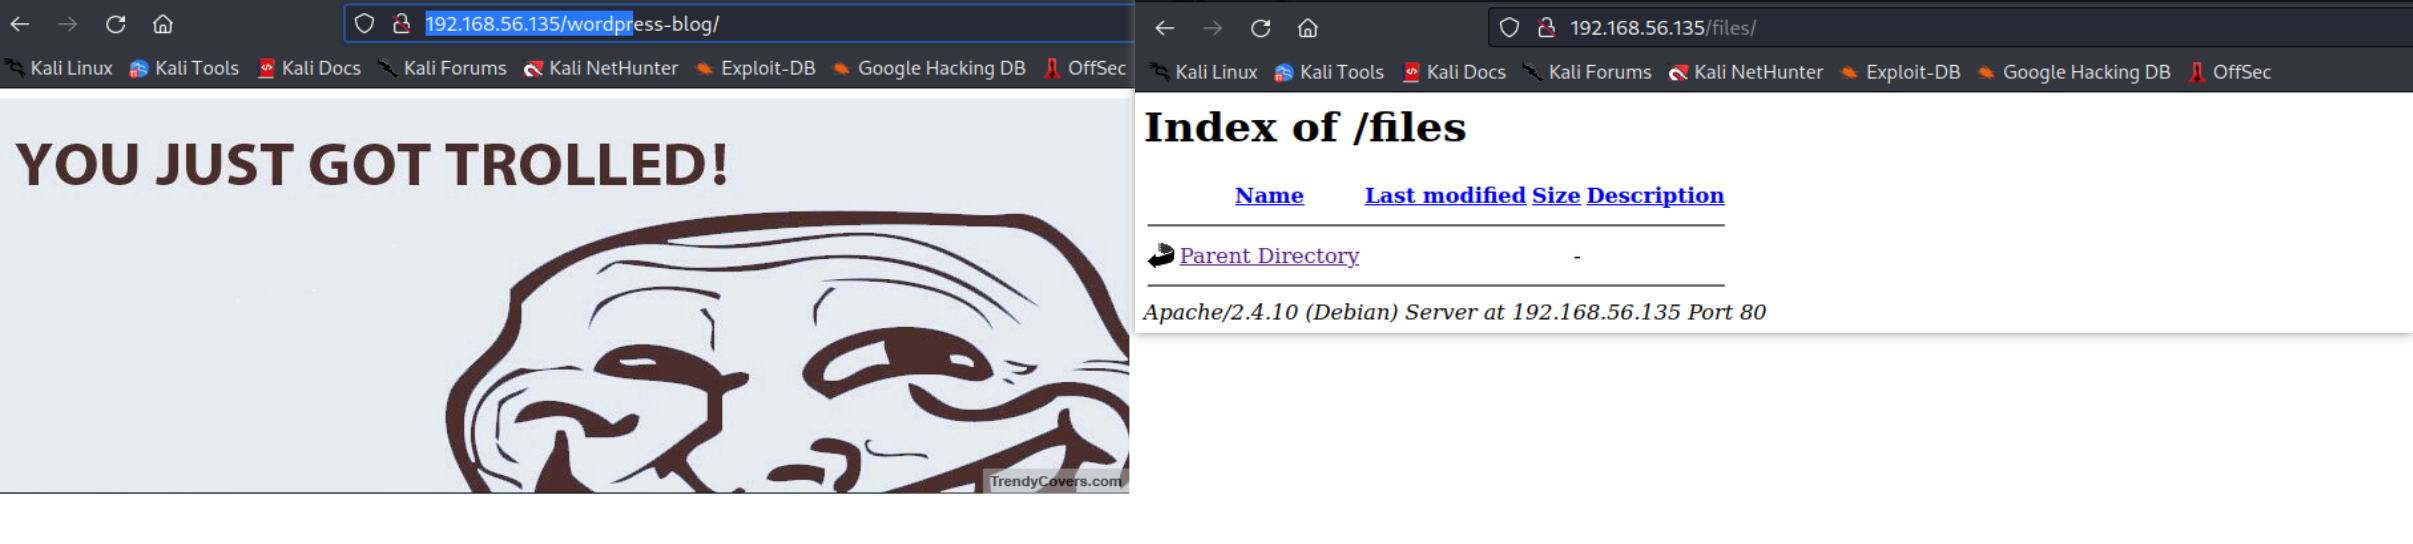 192.168.56.135/wordpress-blog/
Kali Linux Kali Tools Kali Docs Kali Forums Kali NetHunter Exploit-DB Google Hacking DB OffSec
YOU JUST GOT TROLLED!
TrendyCovers.com
192.168.56.135/files/
Kali Linux Kali Tools Kali Docs Kali Forums Kali NetHunter Exploit-DB Google Hacking DB OffSec
Index of /files
Name Last modified Size Description
Parent Directory -
Apache/2.4.10 (Debian) Server at 192.168.56.135 Port 80